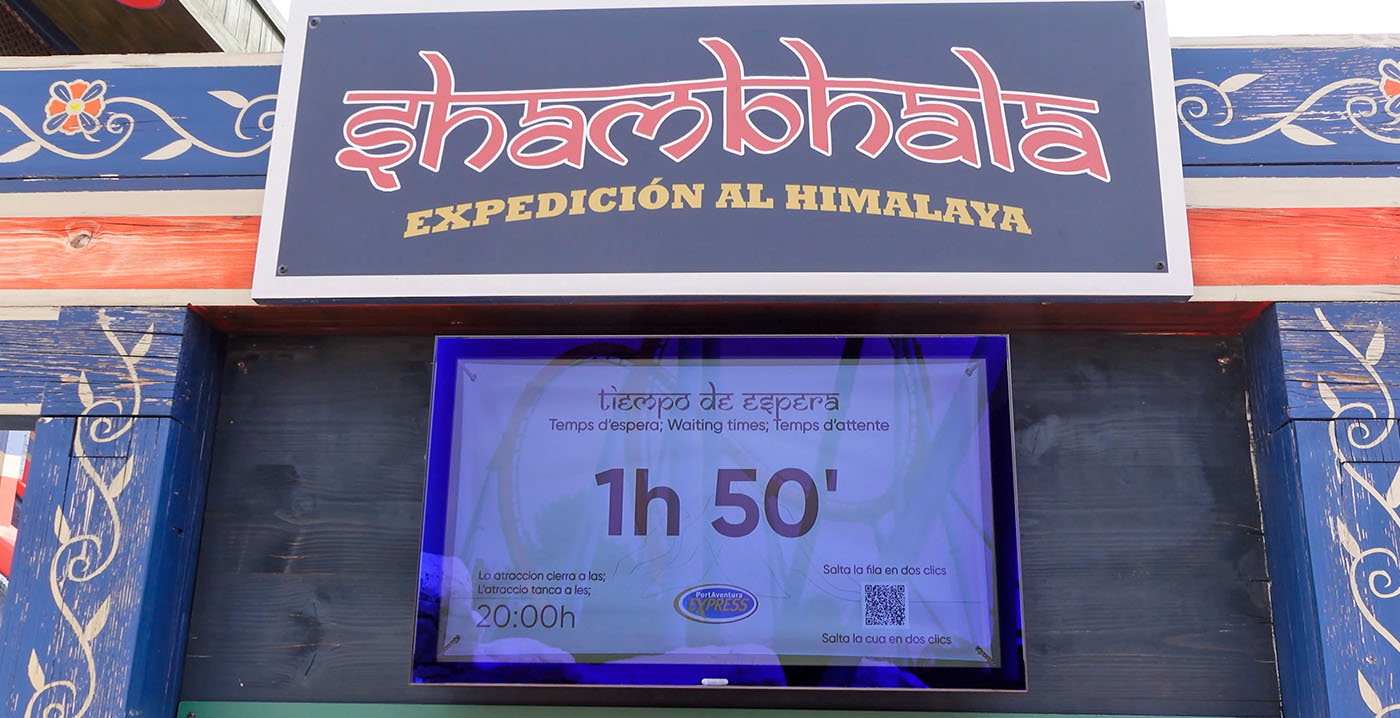 shambhala
EXPEDICIÓN AL HIMALAYA
tiempo de espera
Temps d'espera; Waiting times; Temps d'attente
1h 50'
La atraccion cierra a las;
L'atraccio tanca a les;
20:00h
PortAventura
EXPRESS
Salta la fila en dos clics
Salta la cua en dos clics